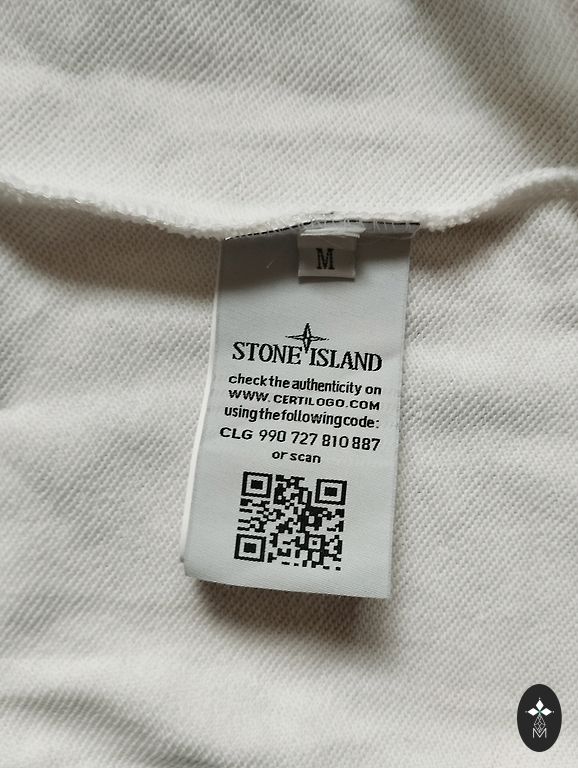 M
STONE ISLAND
check the authenticity on
WWW.CERTILOGO.COM
using the following code:
CLG 990 727 810 887
or scan
M